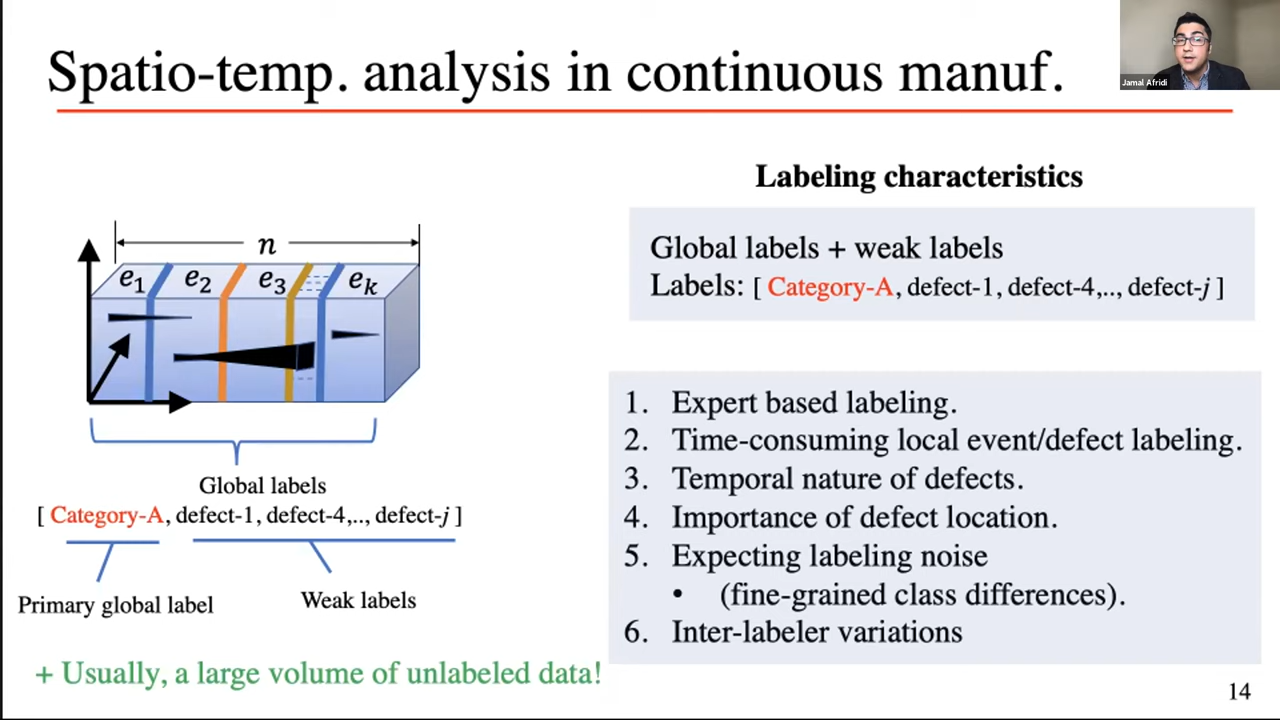 Spatio-temp. analysis in continuous manuf.
Jamal Afridi
n
e1 e2 e3 ek
Global labels
[ Category-A, defect-1, defect-4,.., defect-j ]
Primary global label
Weak labels
+ Usually, a large volume of unlabeled data!
Labeling characteristics
Global labels + weak labels
Labels: [ Category-A, defect-1, defect-4,.., defect-j ]
1. Expert based labeling.
2. Time-consuming local event/defect labeling.
3. Temporal nature of defects.
4. Importance of defect location.
5. Expecting labeling noise
• (fine-grained class differences).
6. Inter-labeler variations
14